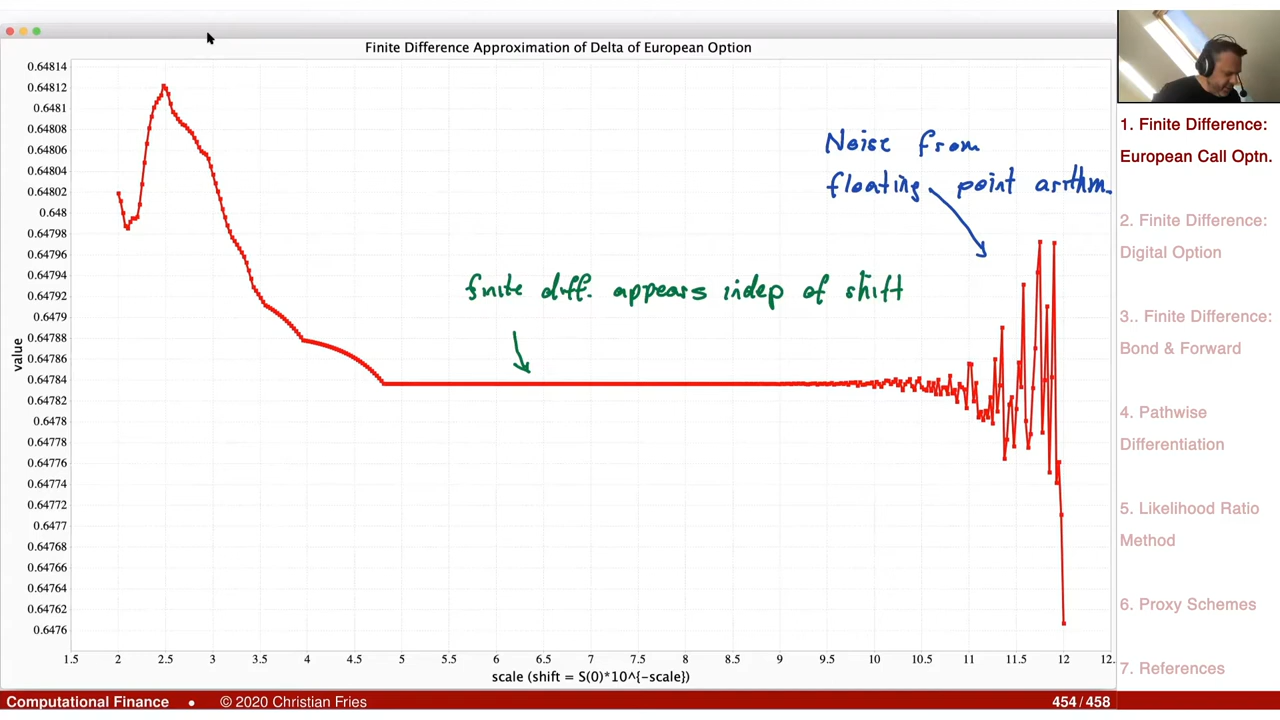 Finite Difference Approximation of Delta of European Option
0.64814
0.64812
0.6481
0.64808
0.64806
0.64804
0.64802
0.648
0.64798
0.64796
0.64794
0.64792
0.6479
0.64788
0.64786
0.64784
0.64782
0.6478
0.64778
0.64776
0.64774
0.64772
0.6477
0.64768
0.64766
0.64764
0.64762
0.6476
value
Noise from
floating point arithm.
finite diff. appears indep of shift
1.5 2 2.5 3 3.5 4 4.5 5 5.5 6 6.5 7 7.5 8 8.5 9 9.5 10 10.5 11 11.5 12 12.
scale (shift = S(0)*10^{-scale})
1. Finite Difference:
European Call Optn.
2. Finite Difference:
Digital Option
3.. Finite Difference:
Bond & Forward
4. Pathwise
Differentiation
5. Likelihood Ratio
Method
6. Proxy Schemes
7. References
Computational Finance • © 2020 Christian Fries 454/458